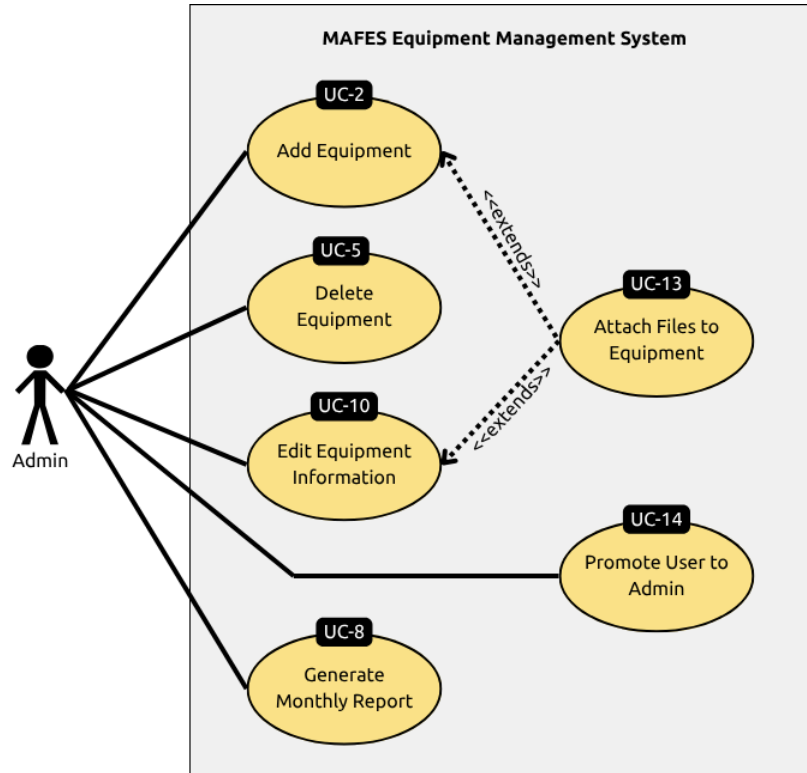 MAFES Equipment Management System
UC-2
Add Equipment
<<extends>>
UC-5
Delete
Equipment
UC-13
Attach Files to
Equipment
Admin
UC-10
Edit Equipment
Information
<<extends>>
UC-14
Promote User to
Admin
UC-8
Generate
Monthly Report